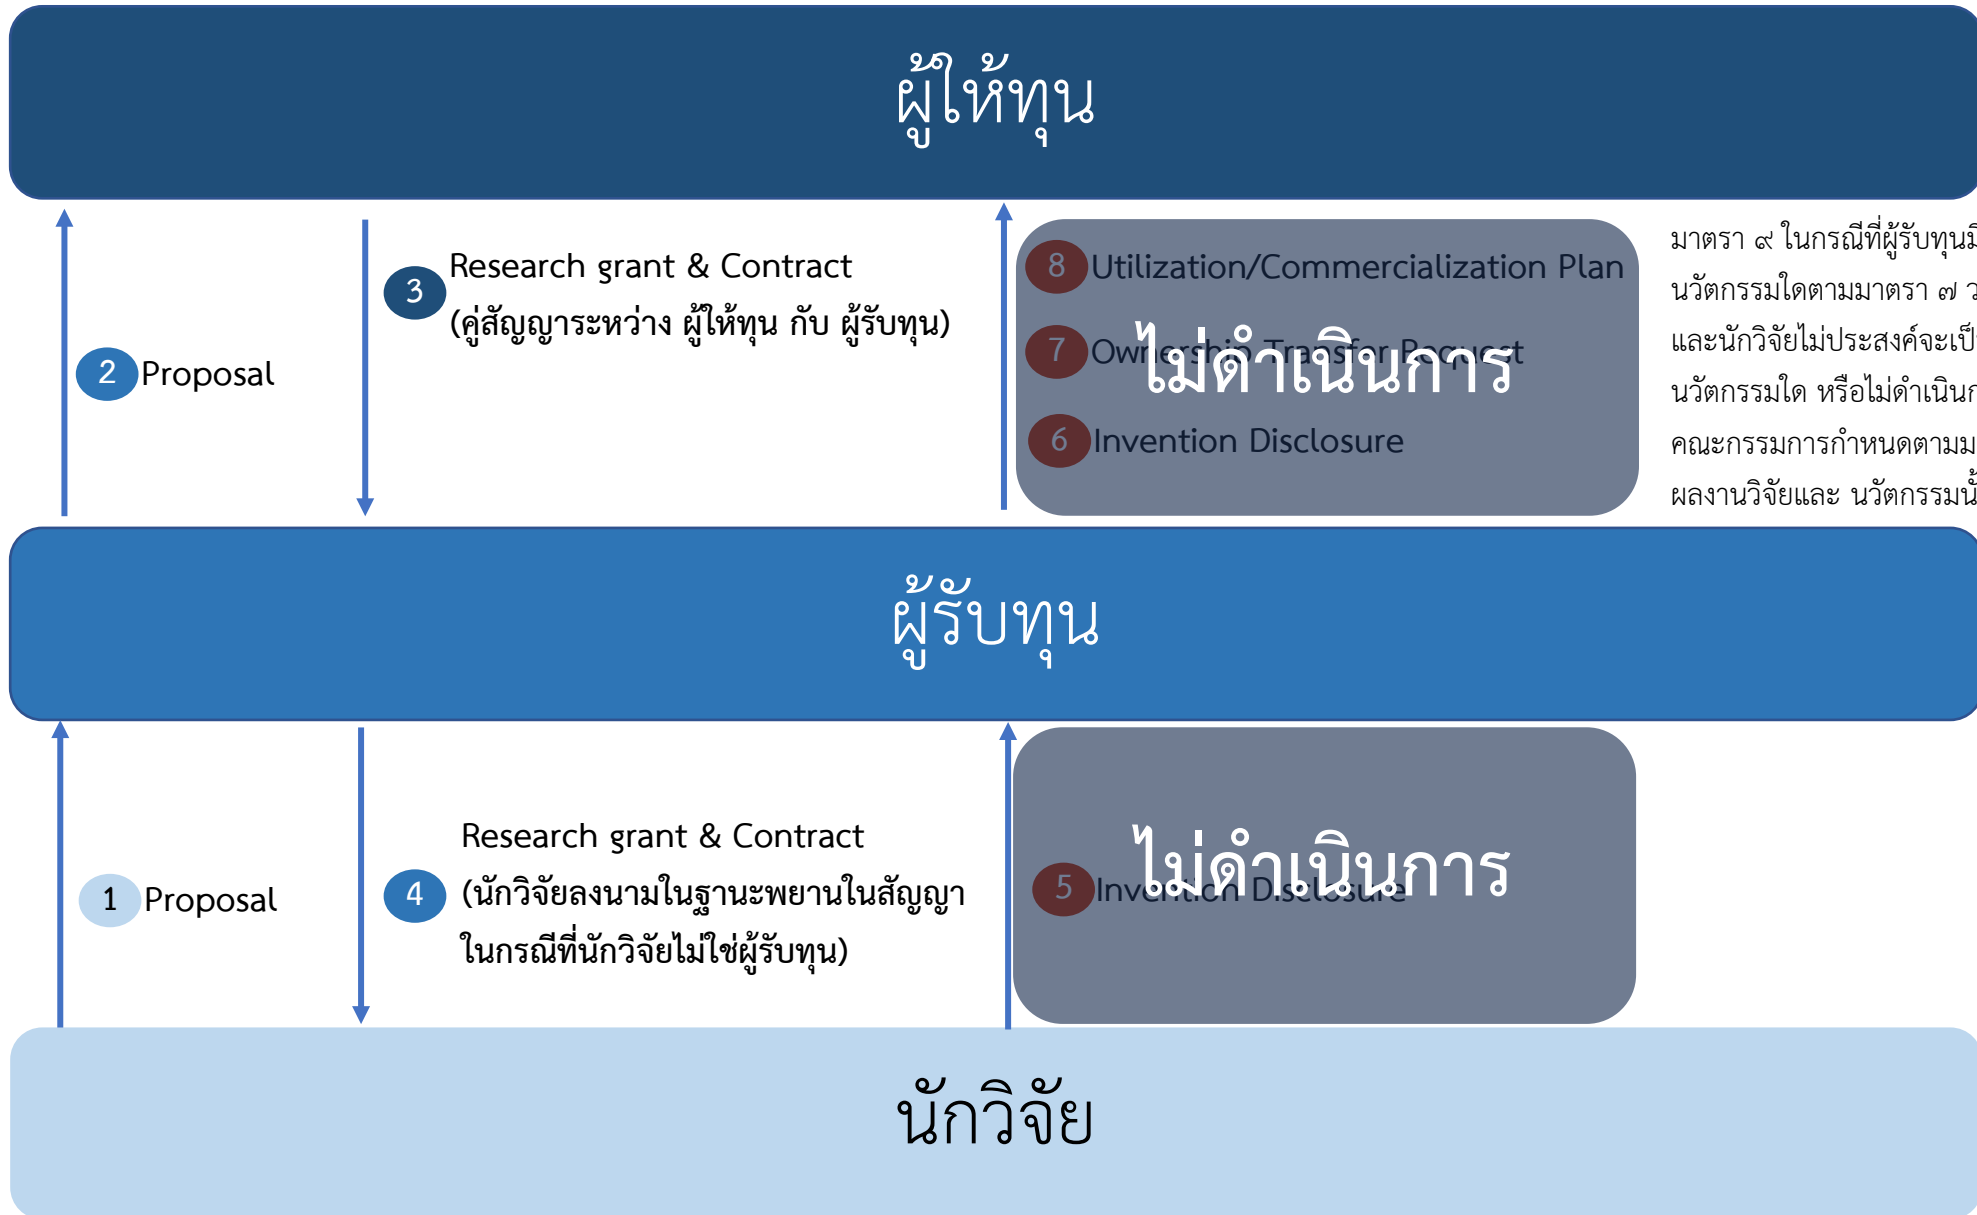 ผู้ให้ทุน
3 Research grant & Contract
(คู่สัญญาระหว่าง ผู้ให้ทุน กับ ผู้รับทุน)
2 Proposal
8 Utilization/Commercialization Plan
7 Ownership Transfer Request
6 Invention Disclosure
ไม่ดำเนินการ
มาตรา ๙ ในกรณีที่ผู้รับทุน
นวัตกรรมใดตามมาตรา ๗
และนักวิจัยไม่ประสงค์จะ
นวัตกรรมใด หรือไม่ดำเนิน
คณะกรรมการกำหนดตาม
ผลงานวิจัยและ นวัตกรรม
ผู้รับทุน
1 Proposal
4 Research grant & Contract
(นักวิจัยลงนามในฐานะพยานในสัญญา
ในกรณีที่นักวิจัยไม่ใช่ผู้รับทุน)
5 Invention Disclosure
ไม่ดำเนินการ
นักวิจัย